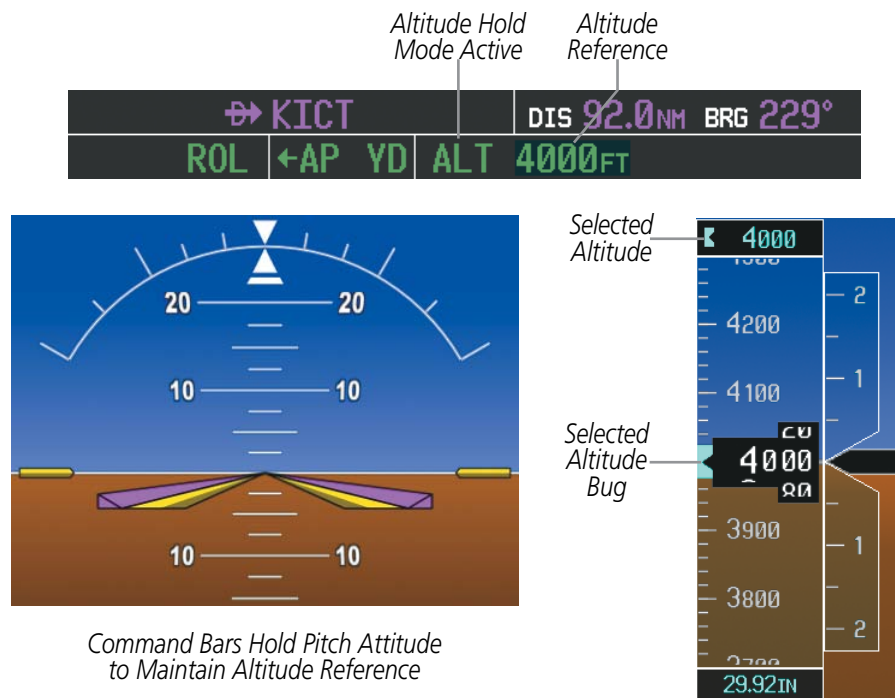 Altitude Hold
Mode Active
Altitude
Reference
KICT
DIS 92.0NM BRG 229°
ROL ←AP YD ALT 4000FT
20 20
10 10
10 10
Command Bars Hold Pitch Attitude
to Maintain Altitude Reference
Selected
Altitude
4000
4200
4100
Selected
Altitude
Bug
20
4000
80
3900
3800
29.92IN
2
1
1
2